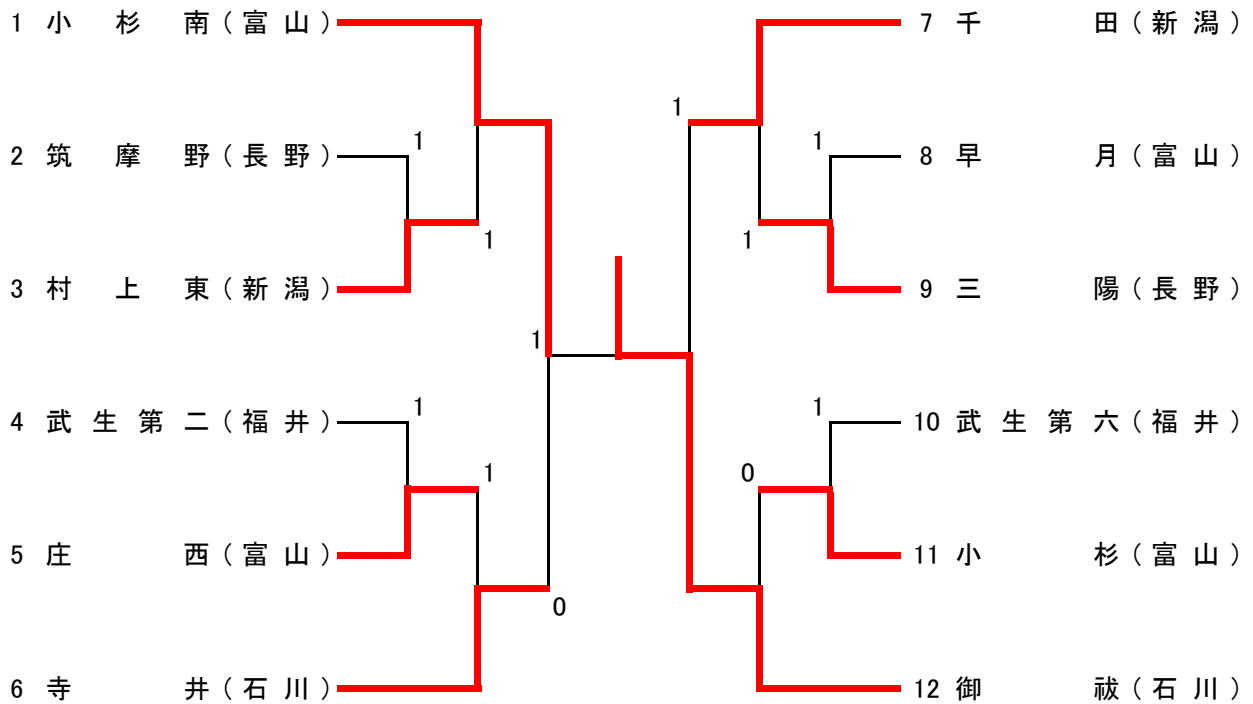 1 小杉南(富山)
2 筑摩野(長野)
1
3 村上東(新潟)
1
1
4 武生第二(福井)
1
1
5 庄西(富山)
0
6 寺井(石川)
7 千田(新潟)
1
8 早月(富山)
1
1
9 三陽(長野)
10 武生第六(福井)
1
0
11 小杉(富山)
12 御祓(石川)